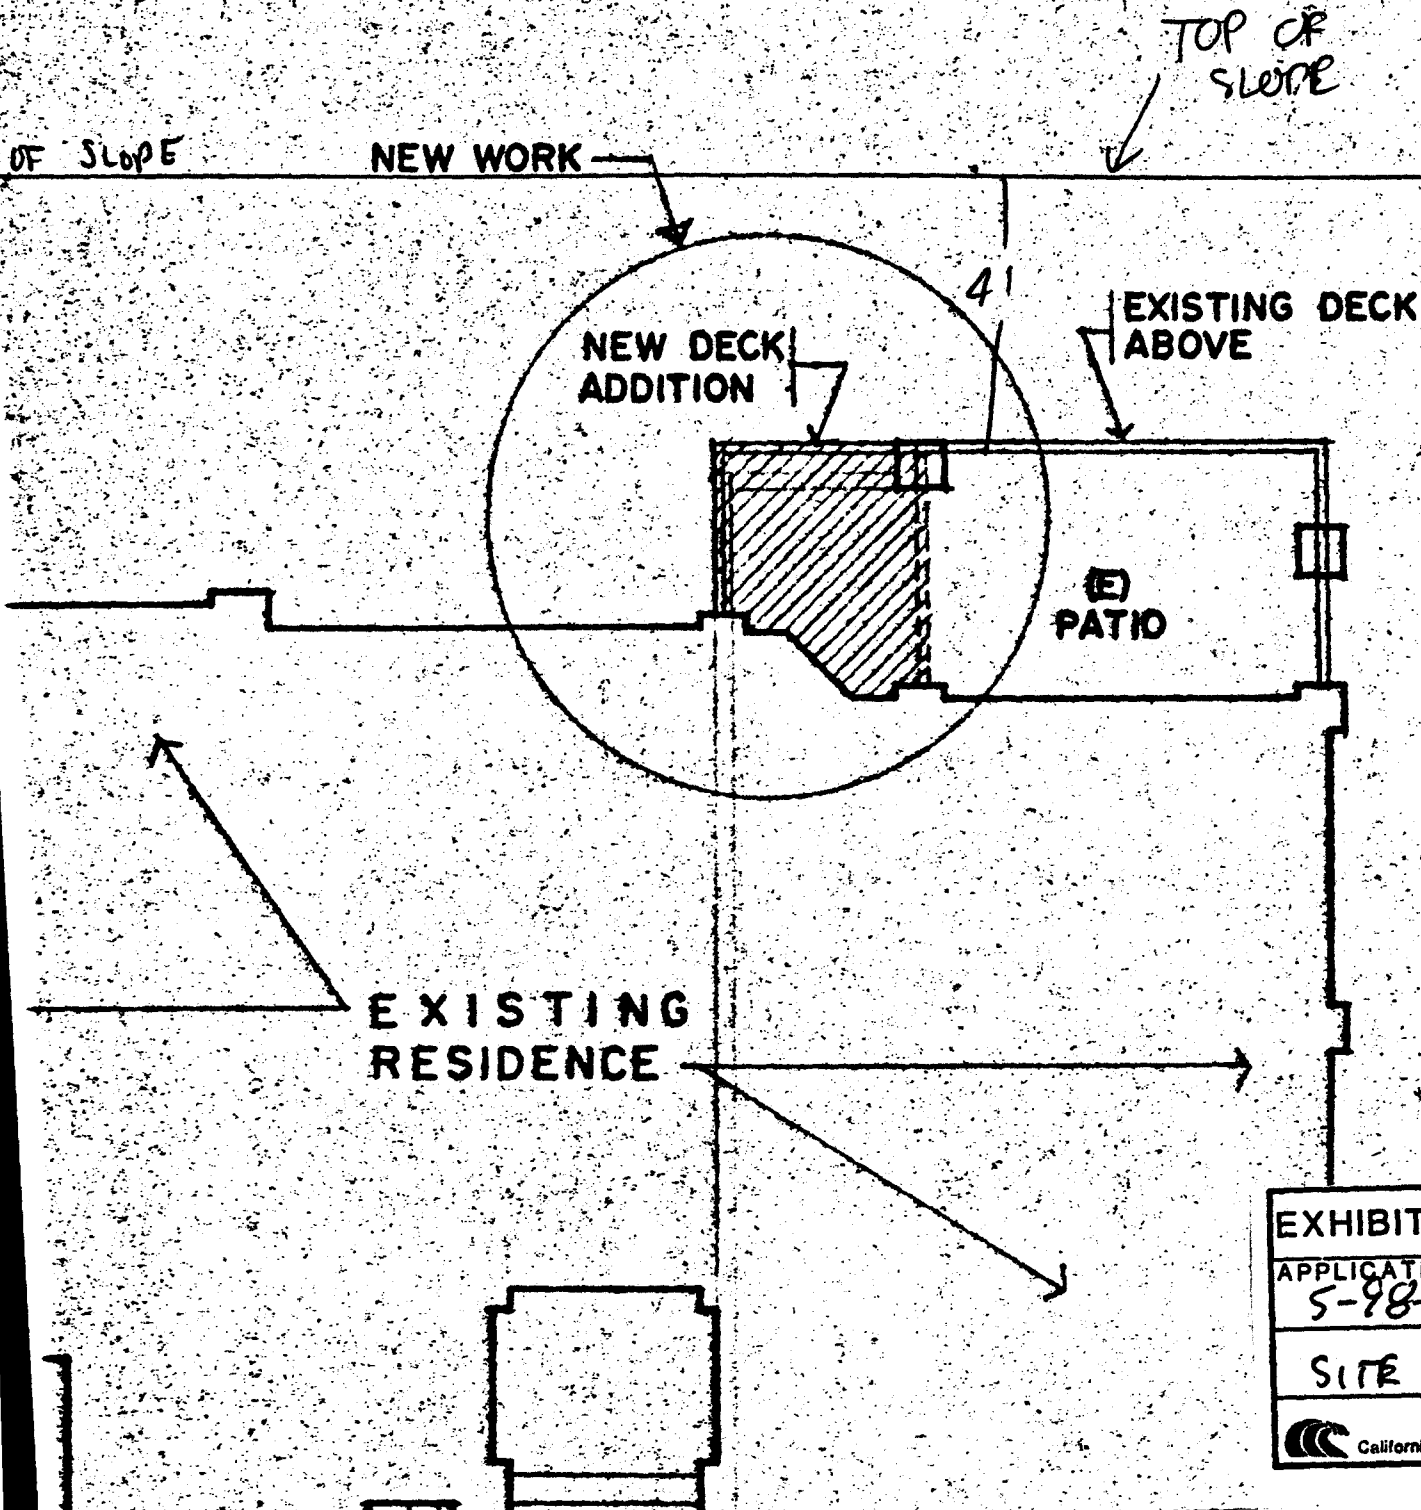 TOP OF
SLOPE
OF SLOPE
NEW WORK
4'
NEW DECK
ADDITION
EXISTING DECK
ABOVE
(E)
PATIO
EXISTING
RESIDENCE
EXHIBIT
APPLICATI
5-98-
SITE
Californi